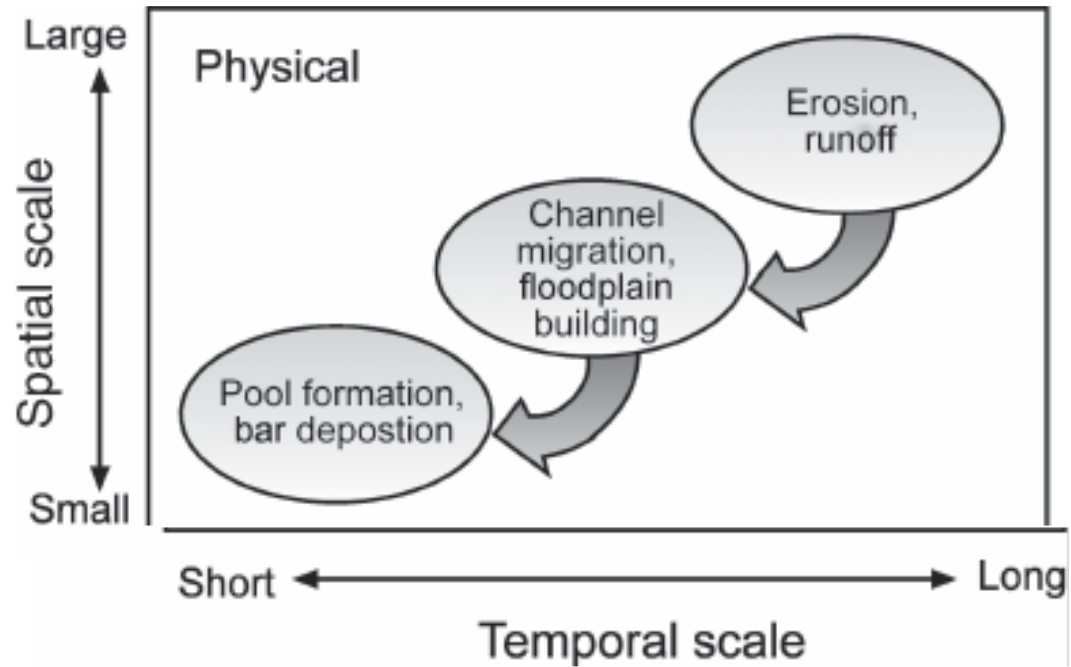 Large
Physical
Erosion,
runoff
Channel
migration,
floodplain
building
Pool formation,
bar depostion
Spatial scale
Small
Short
Long
Temporal scale